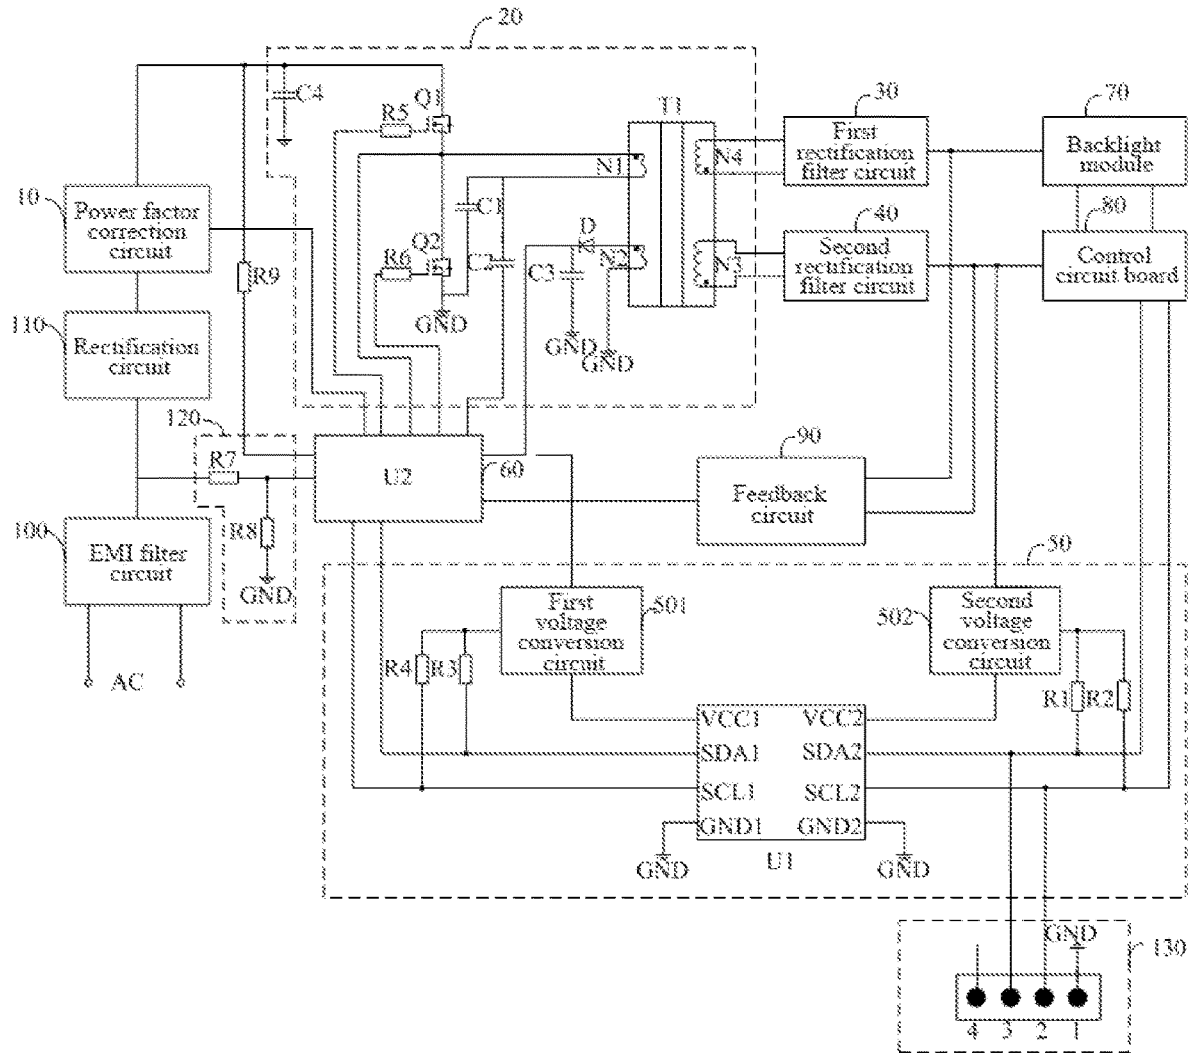 20
C4
Q1
R5
T1
30
First
rectification
filter circuit
70
Backlight
module
N1
N4
10
Power factor
correction
circuit
C1
D
40
Second
rectification
filter circuit
80
Control
circuit board
R9
R6
Q2
C2
C3
N2
N3
GND
GND
GND
110
Rectification
circuit
120
R7
R8
GND
U2
60
90
Feedback
circuit
100
EMI filter
circuit
AC
50
First
voltage
conversion
circuit
501
502
Second
voltage
conversion
circuit
R4
R3
R1
R2
VCC1
VCC2
SDA1
SDA2
SCL1
SCL2
GND1
GND2
GND
U1
GND
GND
130
4
3
2
1